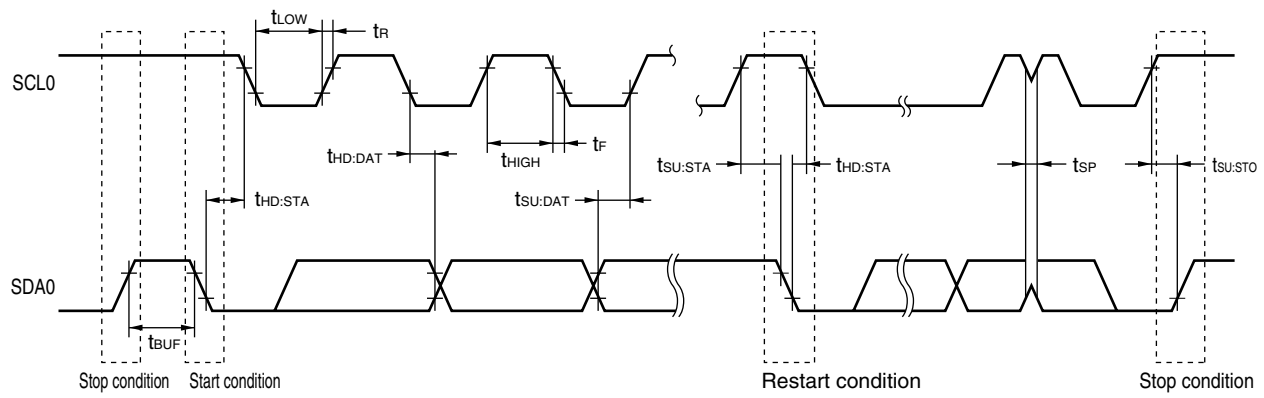 tLOW
tR
SCL0
tHD:DAT
tHIGH
tF
tSU:STA
tHD:STA
tSP
tSU:STO
tHD:STA
tSU:DAT
SDA0
tBUF
Stop condition
Start condition
Restart condition
Stop condition